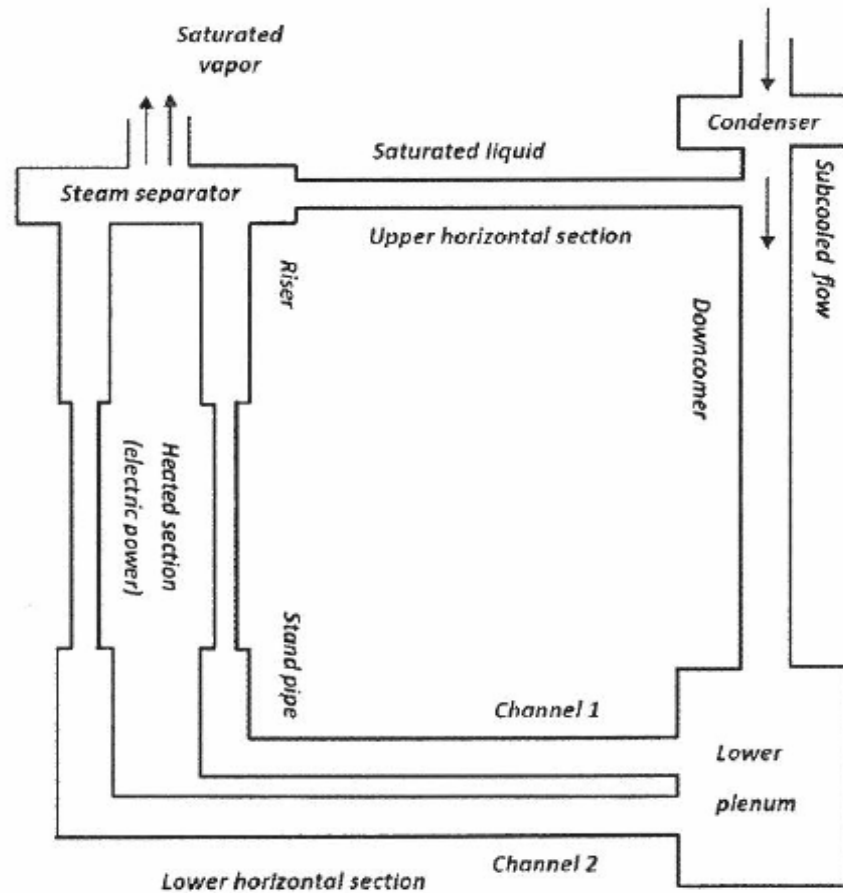 Saturated
vapor
Condenser
Saturated liquid
Steam separator
Subcooled flow
Upper horizontal section
Riser
Downcomer
Heated section
(electric power)
Stand pipe
Channel 1
Lower
plenum
Channel 2
Lower horizontal section